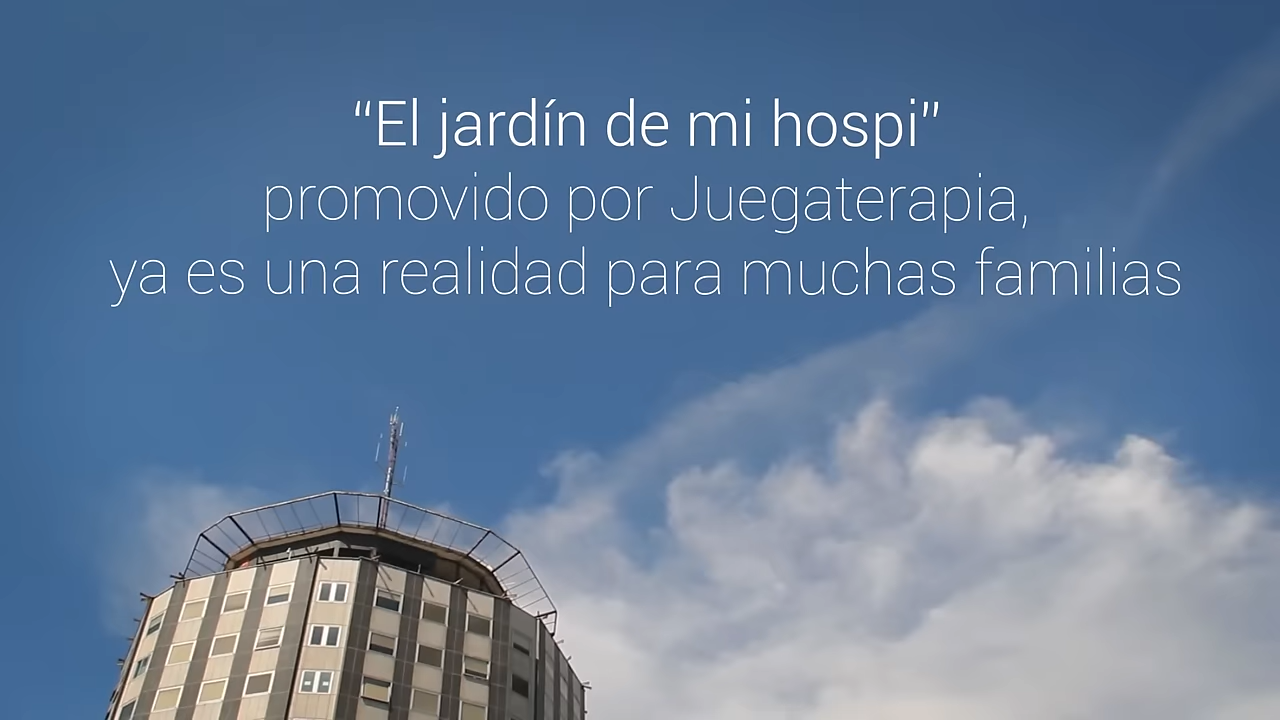 “El jardín de mi hospi”
promovido por Juegaterapia,
ya es una realidad para muchas familias